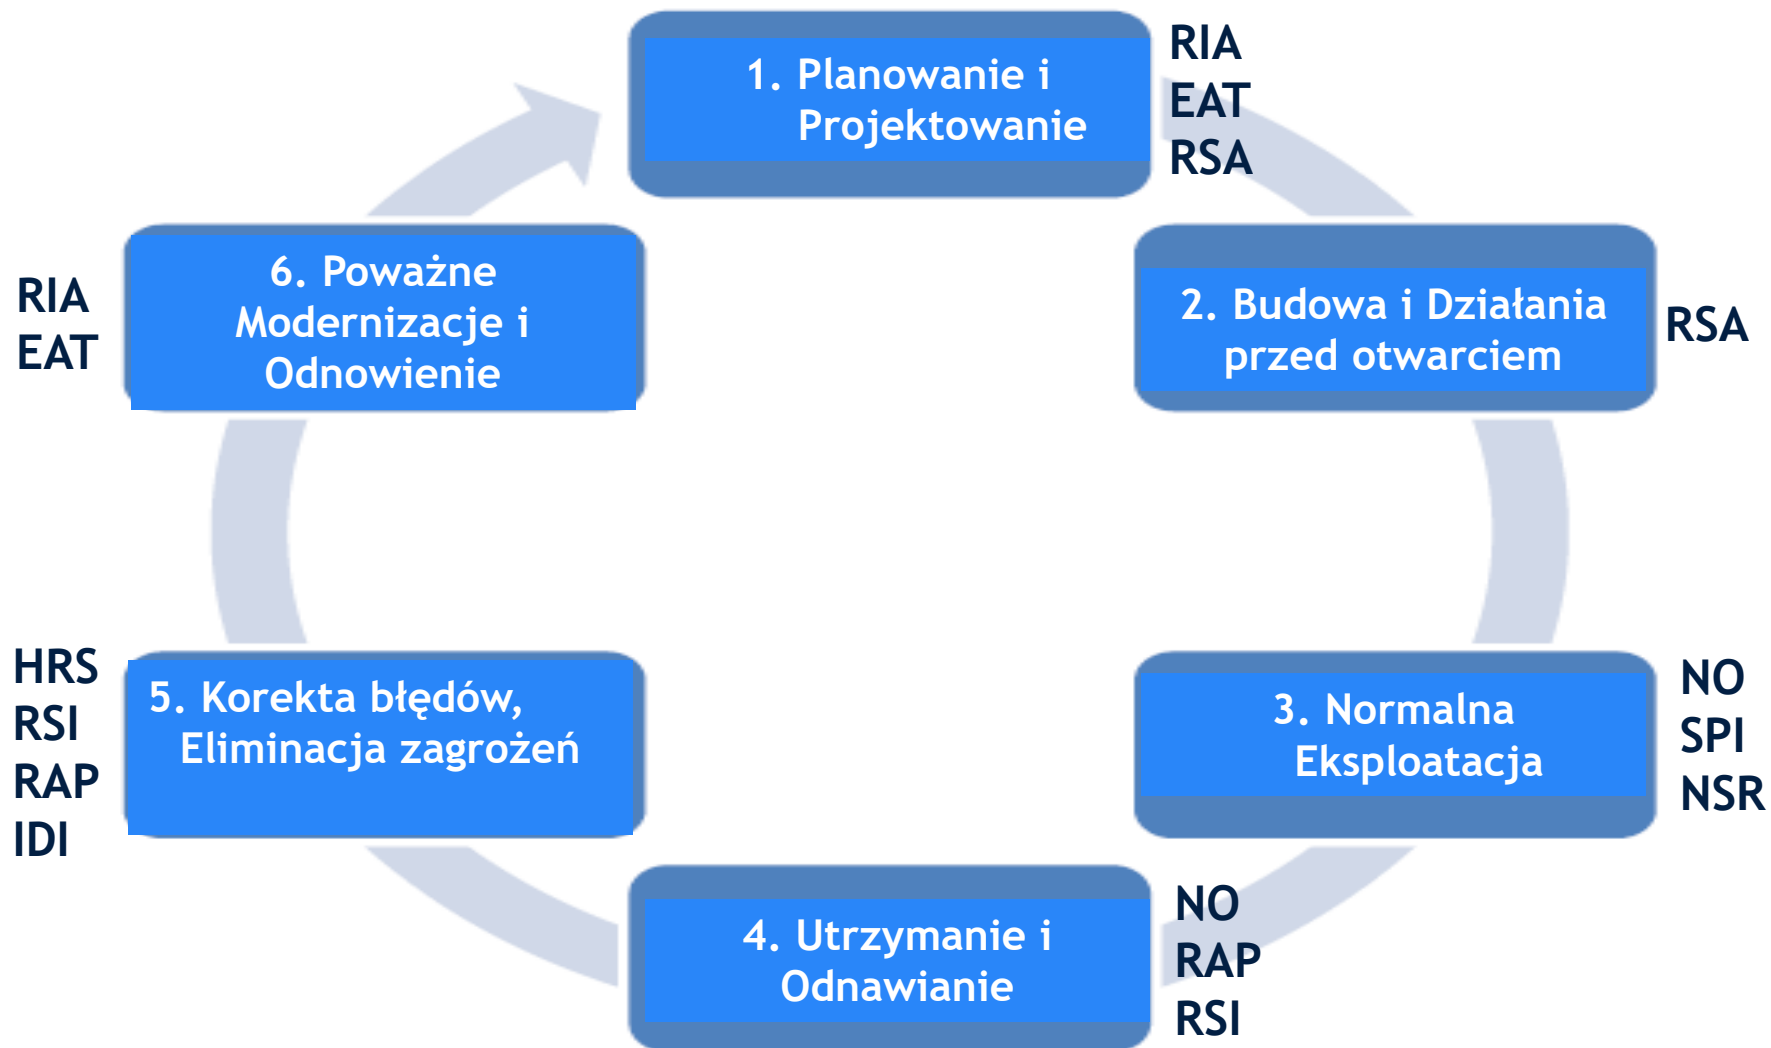 1. Planowanie i
Projektowanie
RIA
EAT
RSA
2. Budowa i Działania
przed otwarciem
RSA
3. Normalna
Eksploatacja
NO
SPI
NSR
4. Utrzymanie i
Odnawianie
NO
RAP
RSI
5. Korekta błędów,
Eliminacja zagrożeń
HRS
RSI
RAP
IDI
6. Poważne
Modernizacje i
Odnowienie
RIA
EAT